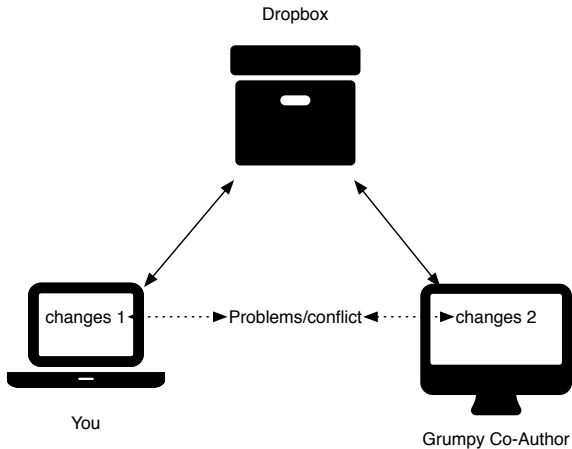 Dropbox
changes 1
Problems/conflict
changes 2
You
Grumpy Co-Author